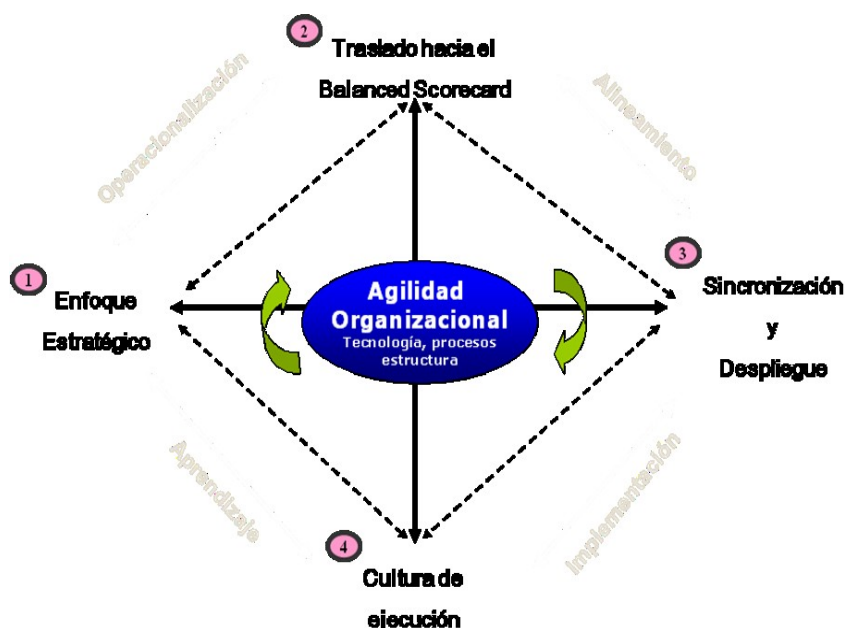 2
Traslado hacia el
Balanced Scorecard
Operacionalización
Alineamiento
1
Enfoque
Estratégico
Agilidad
Organizacional
Tecnología, procesos
estructura
3
Sincronización
y
Despliegue
Aprendizaje
Implementación
4
Cultura de
ejecución